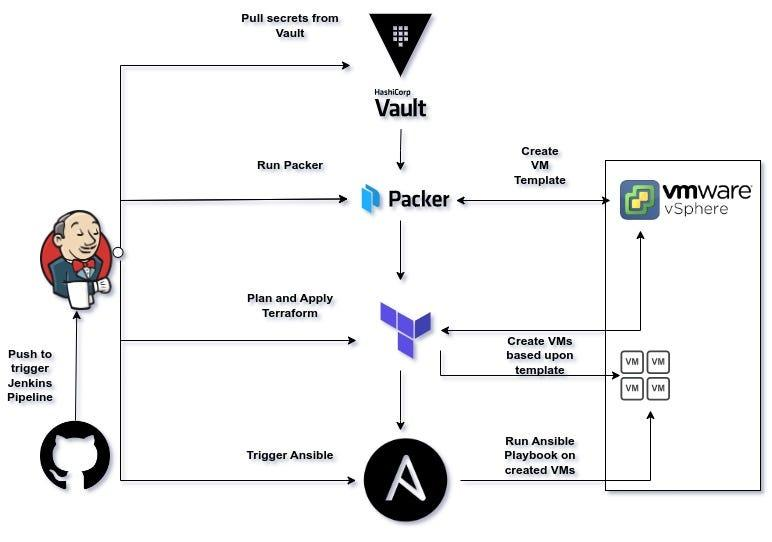 Pull secrets from
Vault
HashiCorp
Vault
Run Packer
Packer
Create
VM
Template
vmware
vSphere
Plan and Apply
Terraform
Create VMs
based upon
template
VM VM
VM VM
Push to
trigger
Jenkins
Pipeline
Trigger Ansible
Run Ansible
Playbook on
created VMs